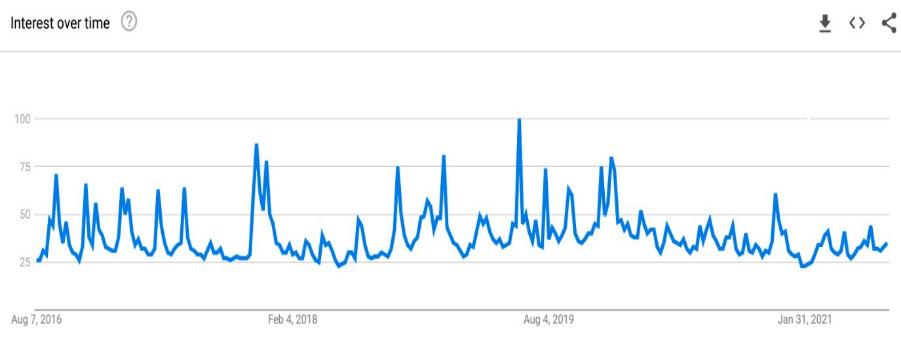 Interest over time ?
100
75
50
25
Aug 7, 2016 Feb 4, 2018 Aug 4, 2019 Jan 31, 2021